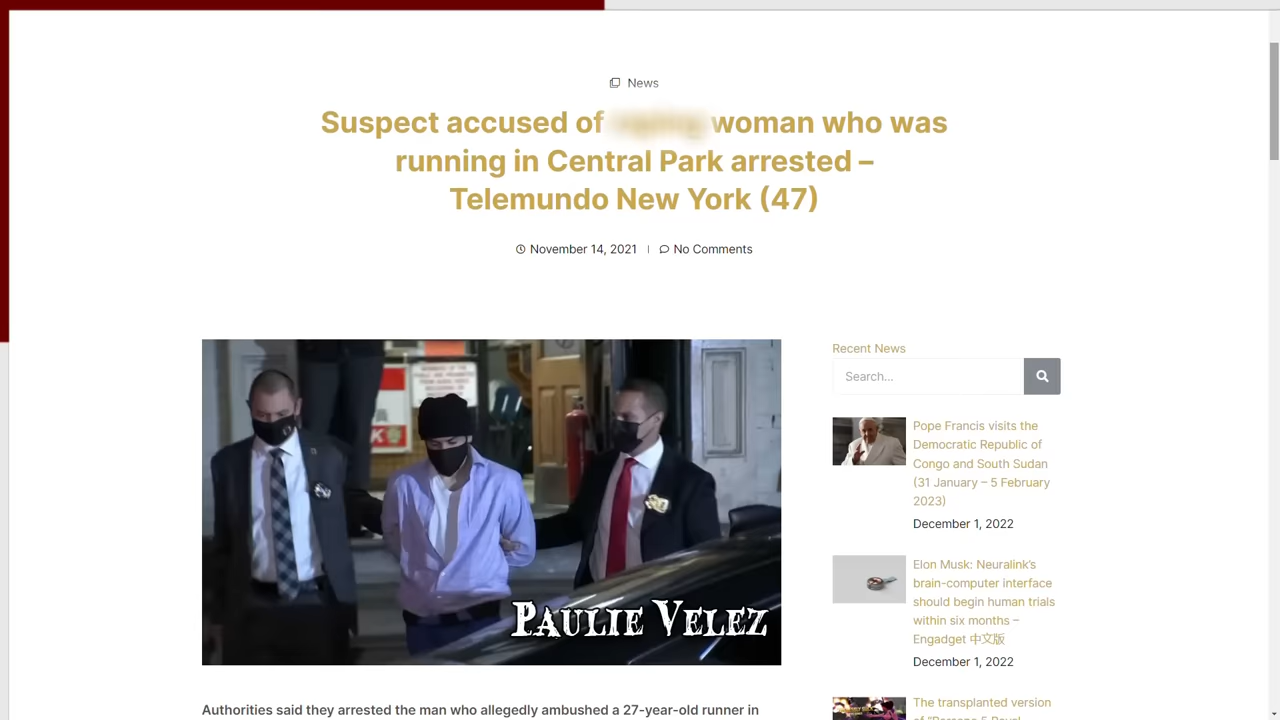 News
Suspect accused of woman who was
running in Central Park arrested –
Telemundo New York (47)
November 14, 2021 | No Comments
PAULIE VELEZ
Authorities said they arrested the man who allegedly ambushed a 27-year-old runner in
Recent News
Search...
Pope Francis visits the
Democratic Republic of
Congo and South Sudan
(31 January – 5 February
2023)
December 1, 2022
Elon Musk: Neuralink's
brain-computer interface
should begin human trials
within six months –
Engadget 中文版
December 1, 2022
The transplanted version
of "Persona 5 Royal